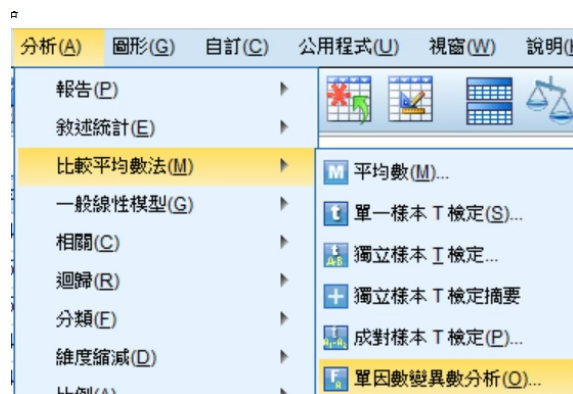 分析(A) 圖形(G) 自訂(C) 公用程式(U) 視窗(W) 說明(
報告(P)
敘述統計(E)
比較平均數法(M)
一般線性模型(G)
相關(C)
迴歸(R)
分類(F)
維度縮減(D)
比例(A)
平均數(M)...
單一樣本 T 檢定(S)...
獨立樣本 T 檢定...
獨立樣本 T 檢定摘要
成對樣本 T 檢定(P)...
單因數變異數分析(O)...